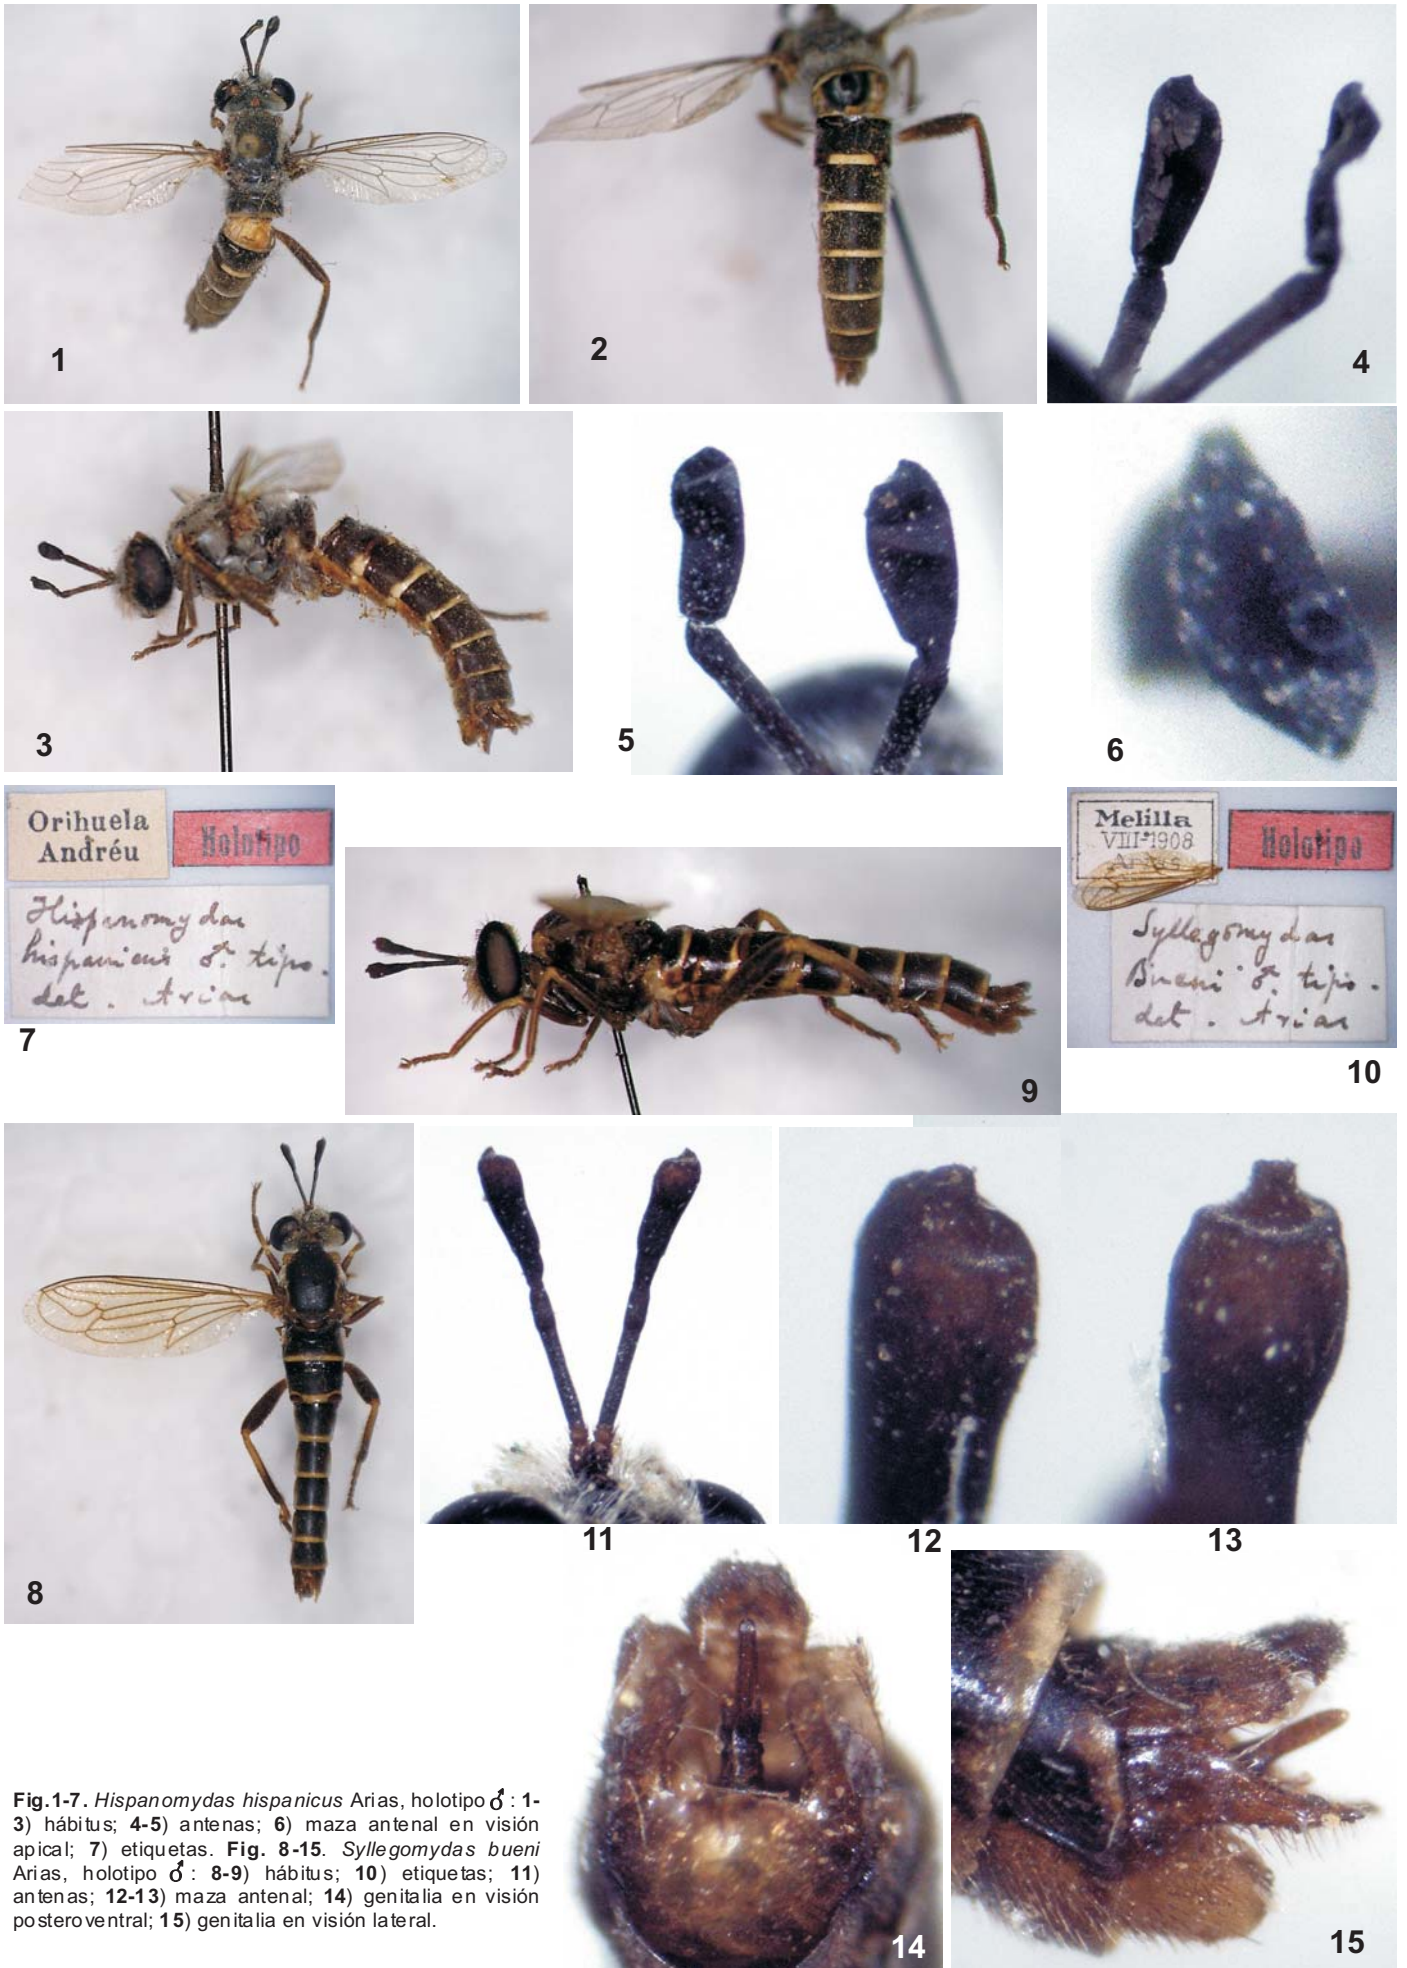 1
2
4
3
5
6
Orihuela
Andréu
Holotipo
Hispanomydas
hispanicus ♂ tipo.
det. Arias
7
9
Melilla
VIII-1908
Arias
Holotipo
Syllegomydas
Bueni ♂ tipo.
det. Arias
10
8
11
12
13
14
15
Fig.1-7. Hispanomydas hispanicus Arias, holotipo ♂ : 1-
3) hábitus; 4-5) antenas; 6) maza antenal en visión
apical; 7) etiquetas. Fig. 8-15. Syllegomydas bueni
Arias, holotipo ♂ : 8-9) hábitus; 10) etiquetas; 11)
antenas; 12-13) maza antenal; 14) genitalia en visión
posteroventral; 15) genitalia en visión lateral.